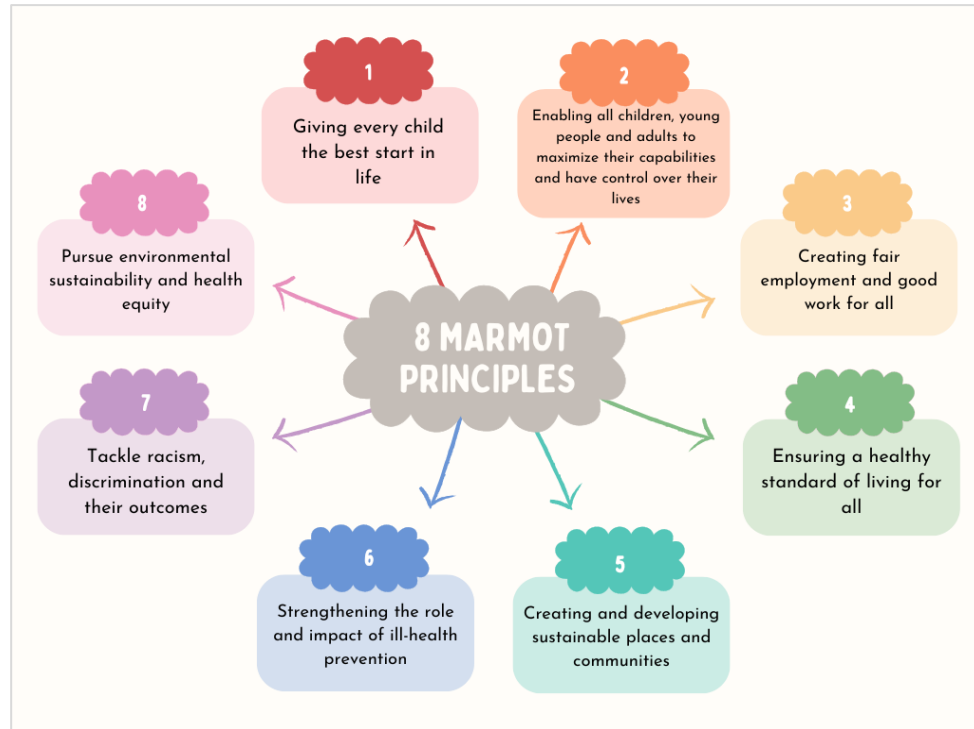 8 MARMOT
PRINCIPLES
1
Giving every child
the best start in
life
2
Enabling all children, young
people and adults to
maximize their capabilities
and have control over their
lives
3
Creating fair
employment and good
work for all
4
Ensuring a healthy
standard of living for
all
5
Creating and developing
sustainable places and
communities
6
Strengthening the role
and impact of ill-health
prevention
7
Tackle racism,
discrimination and
their outcomes
8
Pursue environmental
sustainability and health
equity